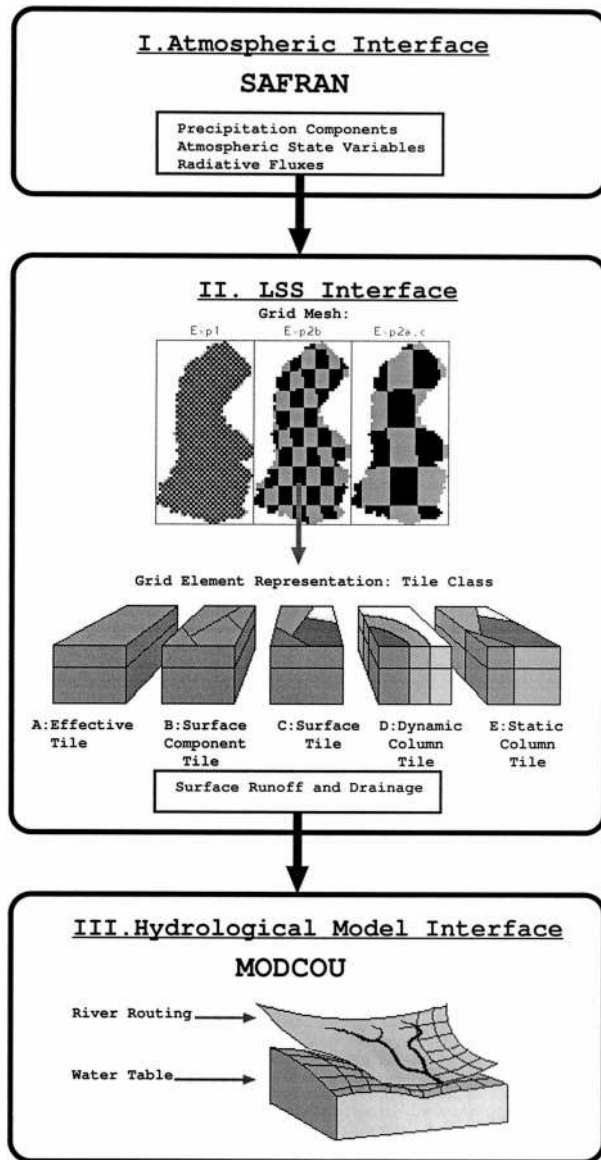 I.Atmospheric Interface
SAFRAN
Precipitation Components
Atmospheric State Variables
Radiative Fluxes
II. LSS Interface
Grid Mesh:
Exp1 Exp2b Exp2a,c
Grid Element Representation: Tile Class
A:Effective Tile
B:Surface Component Tile
C:Surface Tile
D:Dynamic Column Tile
E:Static Column Tile
Surface Runoff and Drainage
III.Hydrological Model Interface
MODCOU
River Routing
Water Table